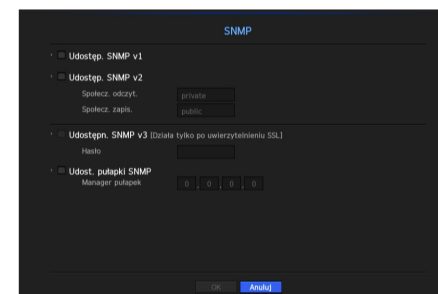 SNMP
Udostęp. SNMP v1
Udostęp. SNMP v2
Społecz. odczyt. private
Społecz. zapis. public
Udostępn. SNMP v3 [Działa tylko po uwierzytelnieniu SSL]
Hasło
Udost. pułapki SNMP
Manager pułapek 0 . 0 . 0 . 0
OK Anuluj